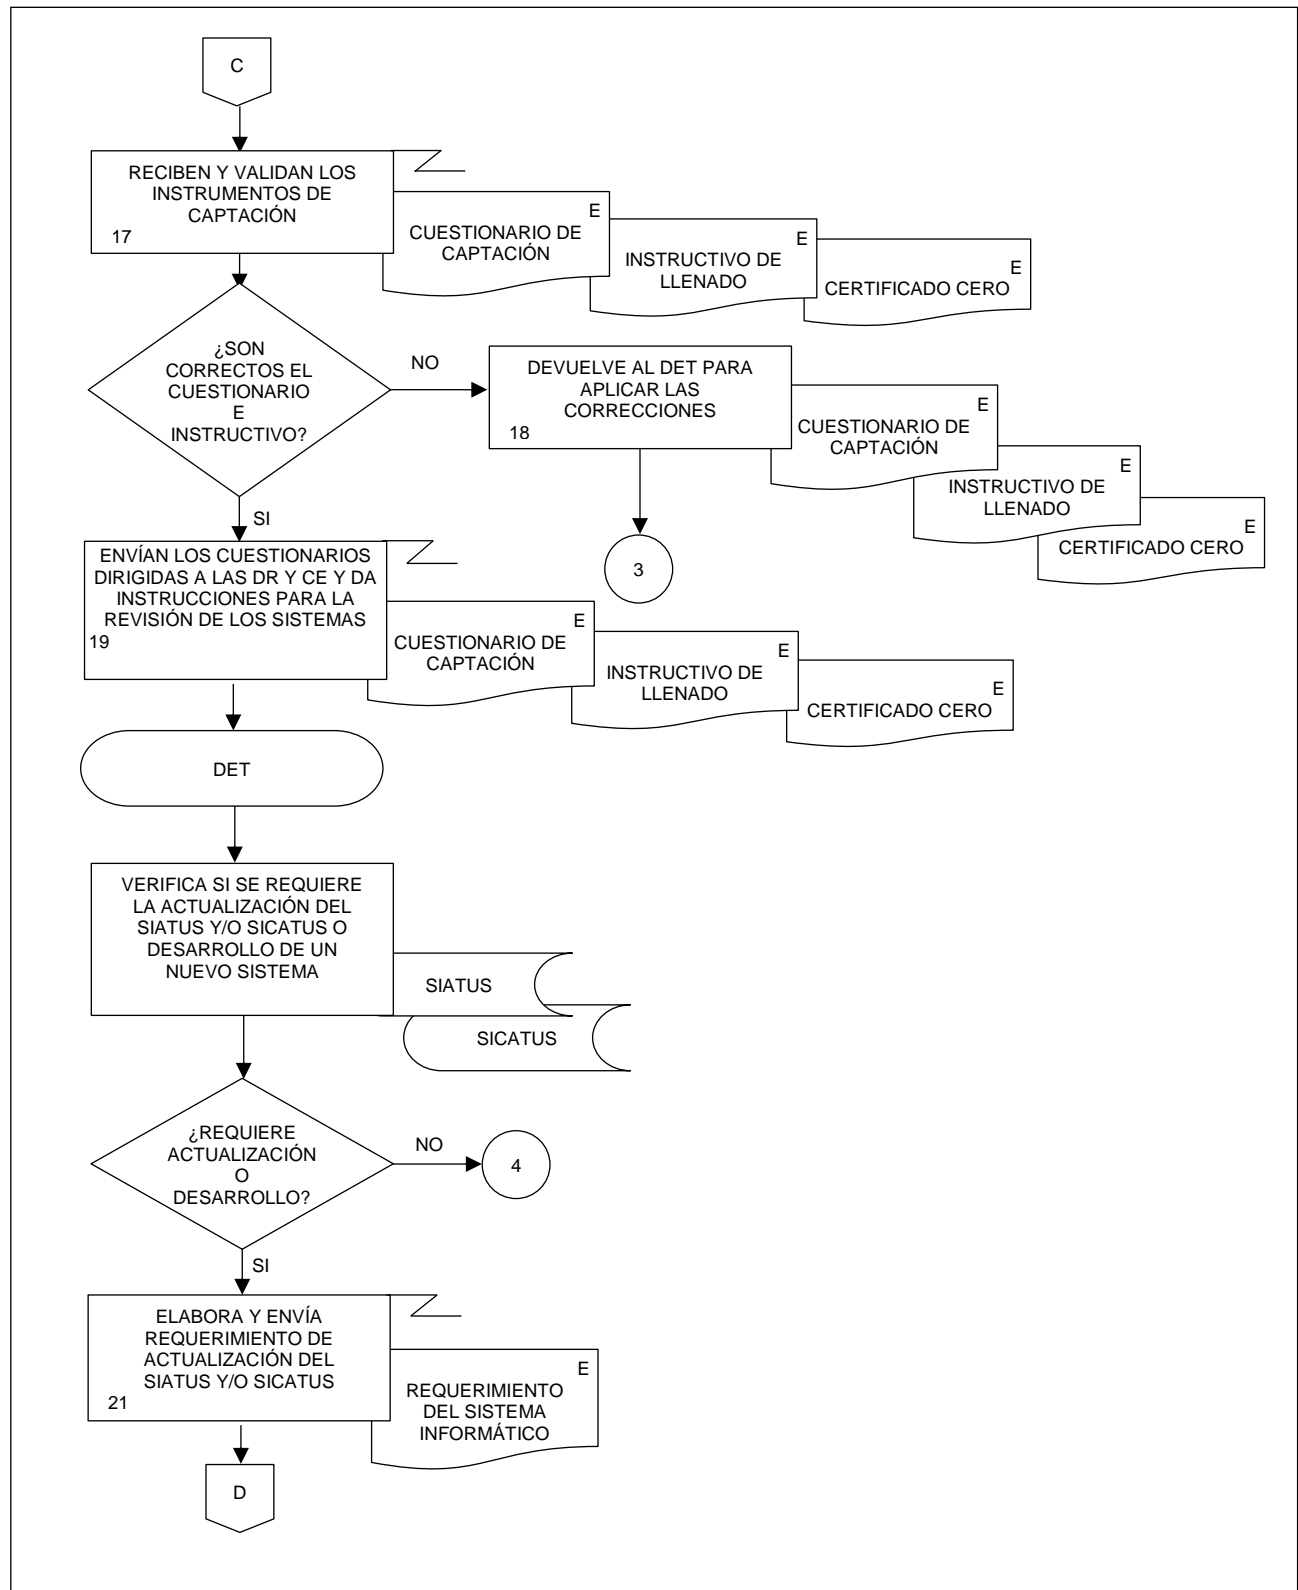 C
RECIBEN Y VALIDAN LOS
INSTRUMENTOS DE
CAPTACIÓN
17
E
CUESTIONARIO DE
CAPTACIÓN
E
INSTRUCTIVO DE
LLENADO
E
CERTIFICADO CERO
¿SON
CORRECTOS EL
CUESTIONARIO
E
INSTRUCTIVO?
NO
DEVUELVE AL DET PARA
APLICAR LAS
CORRECCIONES
18
E
CUESTIONARIO DE
CAPTACIÓN
E
INSTRUCTIVO DE
LLENADO
E
CERTIFICADO CERO
3
SI
ENVÍAN LOS CUESTIONARIOS
DIRIGIDAS A LAS DR Y CE Y DA
INSTRUCCIONES PARA LA
REVISIÓN DE LOS SISTEMAS
19
E
CUESTIONARIO DE
CAPTACIÓN
E
INSTRUCTIVO DE
LLENADO
E
CERTIFICADO CERO
DET
VERIFICA SI SE REQUIERE
LA ACTUALIZACIÓN DEL
SIATUS Y/O SICATUS O
DESARROLLO DE UN
NUEVO SISTEMA
SIATUS
SICATUS
¿REQUIERE
ACTUALIZACIÓN
O
DESARROLLO?
NO
4
SI
ELABORA Y ENVÍA
REQUERIMIENTO DE
ACTUALIZACIÓN DEL
SIATUS Y/O SICATUS
21
E
REQUERIMIENTO
DEL SISTEMA
INFORMÁTICO
D